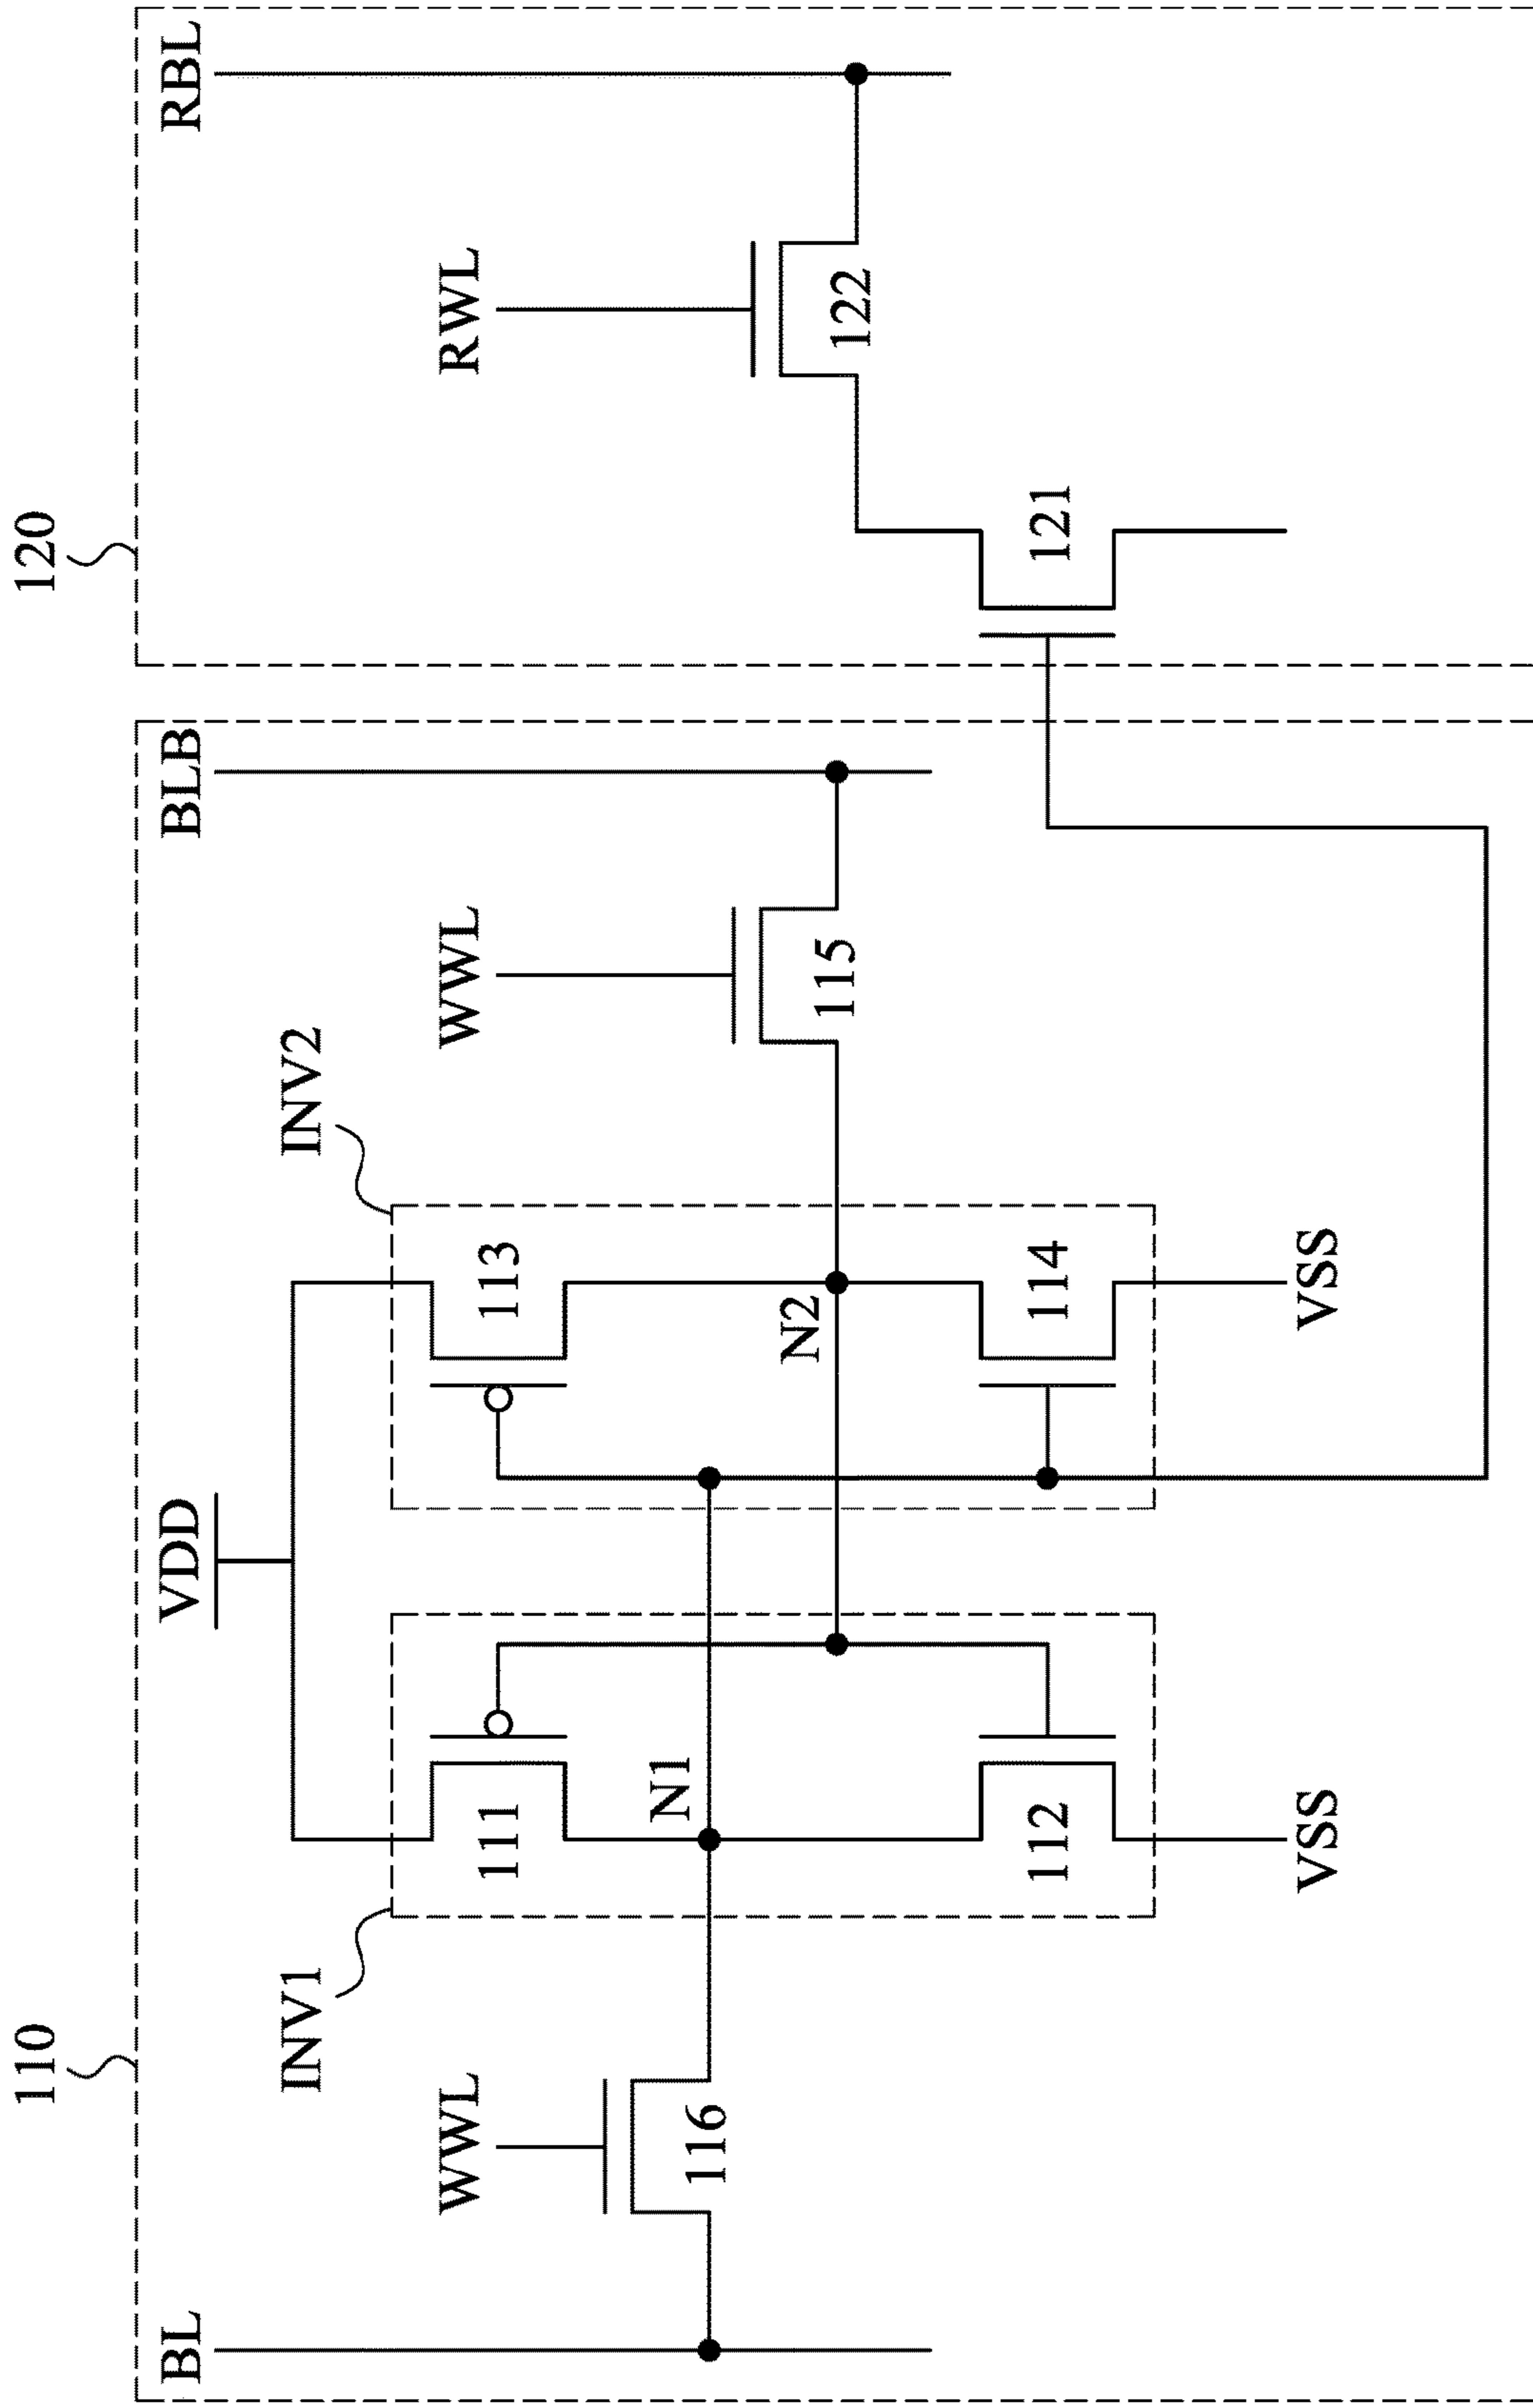 110
120
BL
VDD
BLB
RBL
INV1
INV2
WWL
WWL
RWL
111
113
116
N1
N2
115
122
112
114
121
VSS
VSS